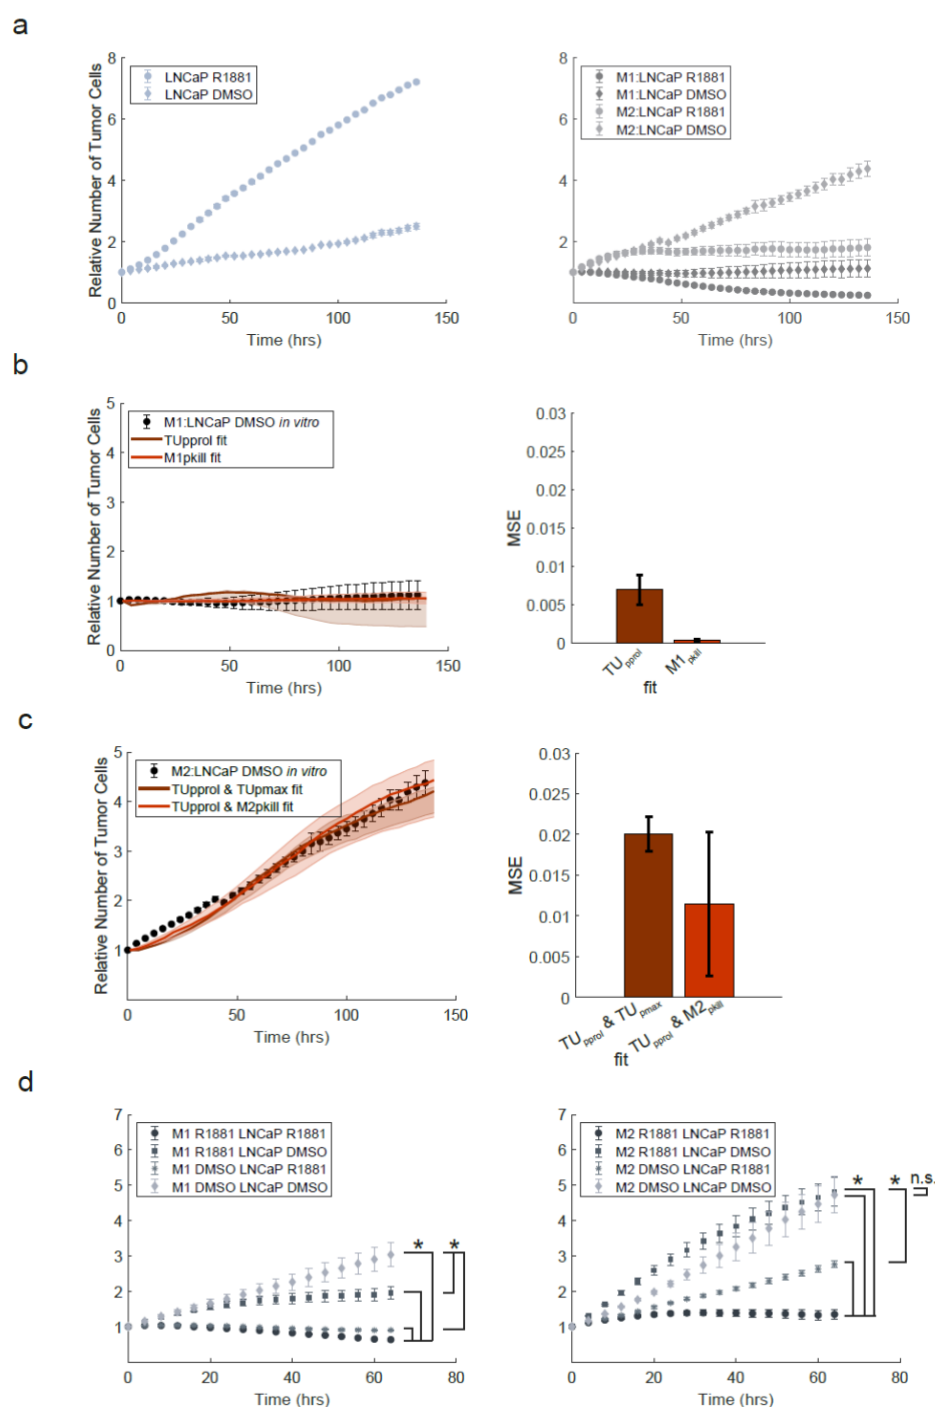 a
8
6
4
2
0
Relative Number of Tumor Cells
LNCaP R1881
LNCaP DMSO
0 50 100 150
Time (hrs)
8
6
4
2
0
M1:LNCaP R1881
M1:LNCaP DMSO
M2:LNCaP R1881
M2:LNCaP DMSO
0 50 100 150
Time (hrs)
b
5
4
3
2
1
0
Relative Number of Tumor Cells
M1:LNCaP DMSO in vitro
TUpprol fit
M1pkill fit
0 50 100 150
Time (hrs)
0.03
0.025
0.02
0.015
0.01
0.005
0
MSE
TUpprol M1pkill
fit
c
5
4
3
2
1
Relative Number of Tumor Cells
M2:LNCaP DMSO in vitro
TUpprol & TUpmax fit
TUpprol & M2pkill fit
0 50 100 150
Time (hrs)
0.03
0.025
0.02
0.015
0.01
0.005
0
MSE
TUpprol & TUpmax TUpprol & M2pkill
fit
d
7
6
5
4
3
2
1
M1 R1881 LNCaP R1881
M1 R1881 LNCaP DMSO
M1 DMSO LNCaP R1881
M1 DMSO LNCaP DMSO
* *
0 20 40 60 80
Time (hrs)
7
6
5
4
3
2
1
M2 R1881 LNCaP R1881
M2 R1881 LNCaP DMSO
M2 DMSO LNCaP R1881
M2 DMSO LNCaP DMSO
* * n.s.
0 20 40 60 80
Time (hrs)